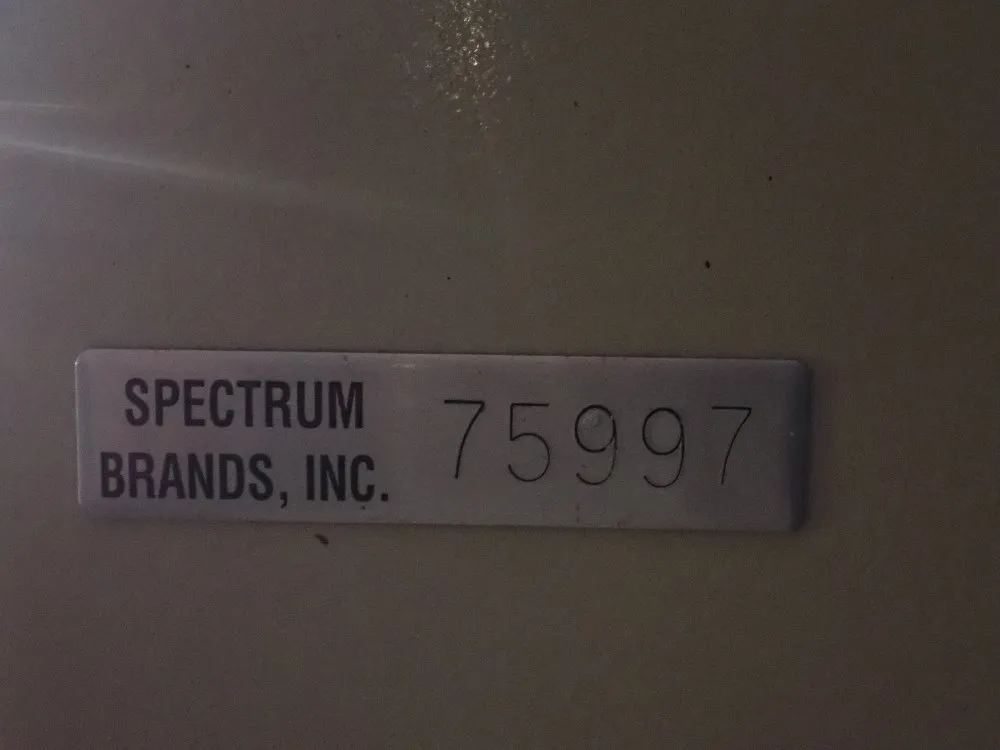 SPECTRUM
BRANDS, INC.
75997